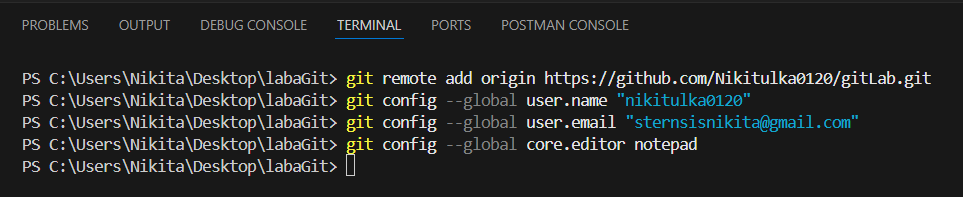 PROBLEMS OUTPUT DEBUG CONSOLE TERMINAL PORTS POSTMAN CONSOLE
PS C:\Users\Nikita\Desktop\labaGit> git remote add origin https://github.com/Nikitulka0120/gitLab.git
PS C:\Users\Nikita\Desktop\labaGit> git config --global user.name "nikitulka0120"
PS C:\Users\Nikita\Desktop\labaGit> git config --global user.email "sternsisnikita@gmail.com"
PS C:\Users\Nikita\Desktop\labaGit> git config --global core.editor notepad
PS C:\Users\Nikita\Desktop\labaGit>